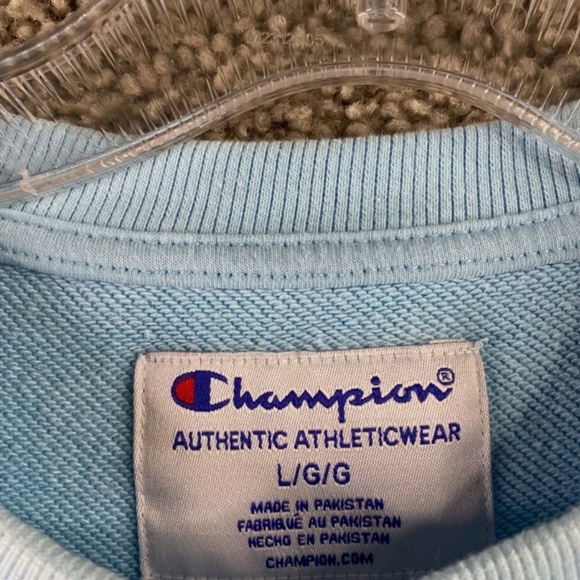 Champion®
AUTHENTIC ATHLETICWEAR
L/G/G
MADE IN PAKISTAN
FABRIQUÉ AU PAKISTAN
HECHO EN PAKISTAN
CHAMPION.COM